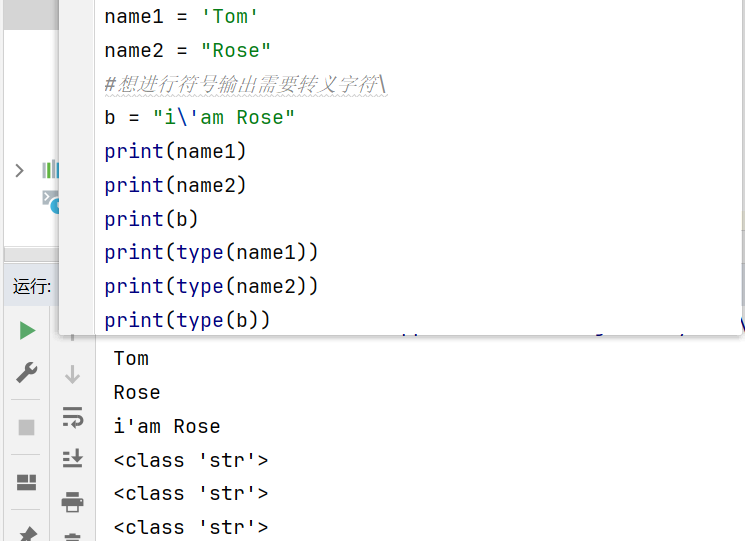 name1 = 'Tom'
name2 = "Rose"
#想进行符号输出需要转义字符\
b = "i\'am Rose"
print(name1)
print(name2)
print(b)
print(type(name1))
print(type(name2))
print(type(b))
运行:
Tom
Rose
i'am Rose
<class 'str'>
<class 'str'>
<class 'str'>